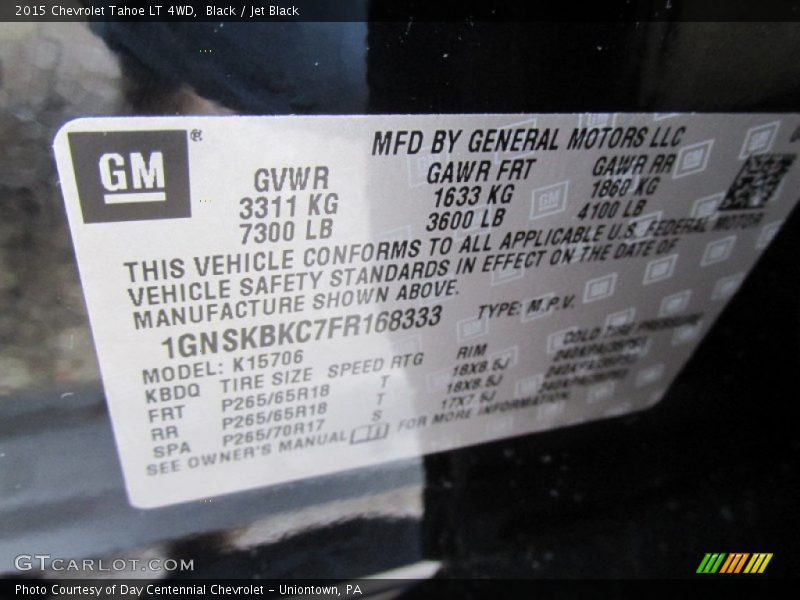 2015 Chevrolet Tahoe LT 4WD,  Black / Jet Black
GM ®
MFD BY GENERAL MOTORS LLC
GVWR GAWR FRT GAWR RR
3311 KG 1633 KG 1860 KG
7300 LB 3600 LB 4100 LB
THIS VEHICLE CONFORMS TO ALL APPLICABLE U.S. FEDERAL MOTOR
VEHICLE SAFETY STANDARDS IN EFFECT ON THE DATE OF
MANUFACTURE SHOWN ABOVE.
1GNSKBKC7FR168333 TYPE: M.P.V.
MODEL: K15706
KBDQ TIRE SIZE SPEED RTG RIM COLD TIRE PRESSURE
FRT P265/65R18 T 18X8.5J
RR P265/65R18 T 18X8.5J
SPA P265/70R17 S 17X7.5J
SEE OWNER'S MANUAL FOR MORE INFORMATION.
GTCARLOT.COM
Photo Courtesy of Day Centennial Chevrolet - Uniontown, PA